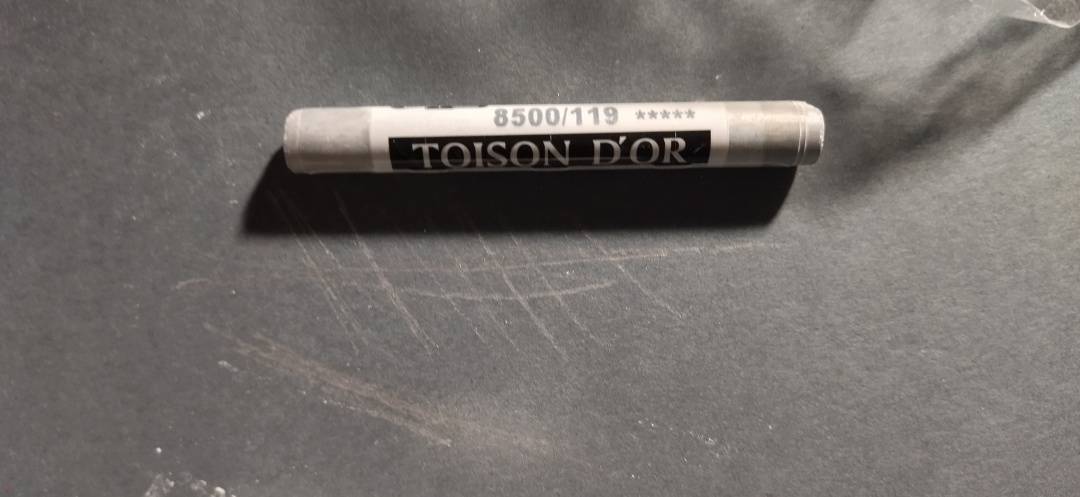 8500/119 *****
TOISON D'OR